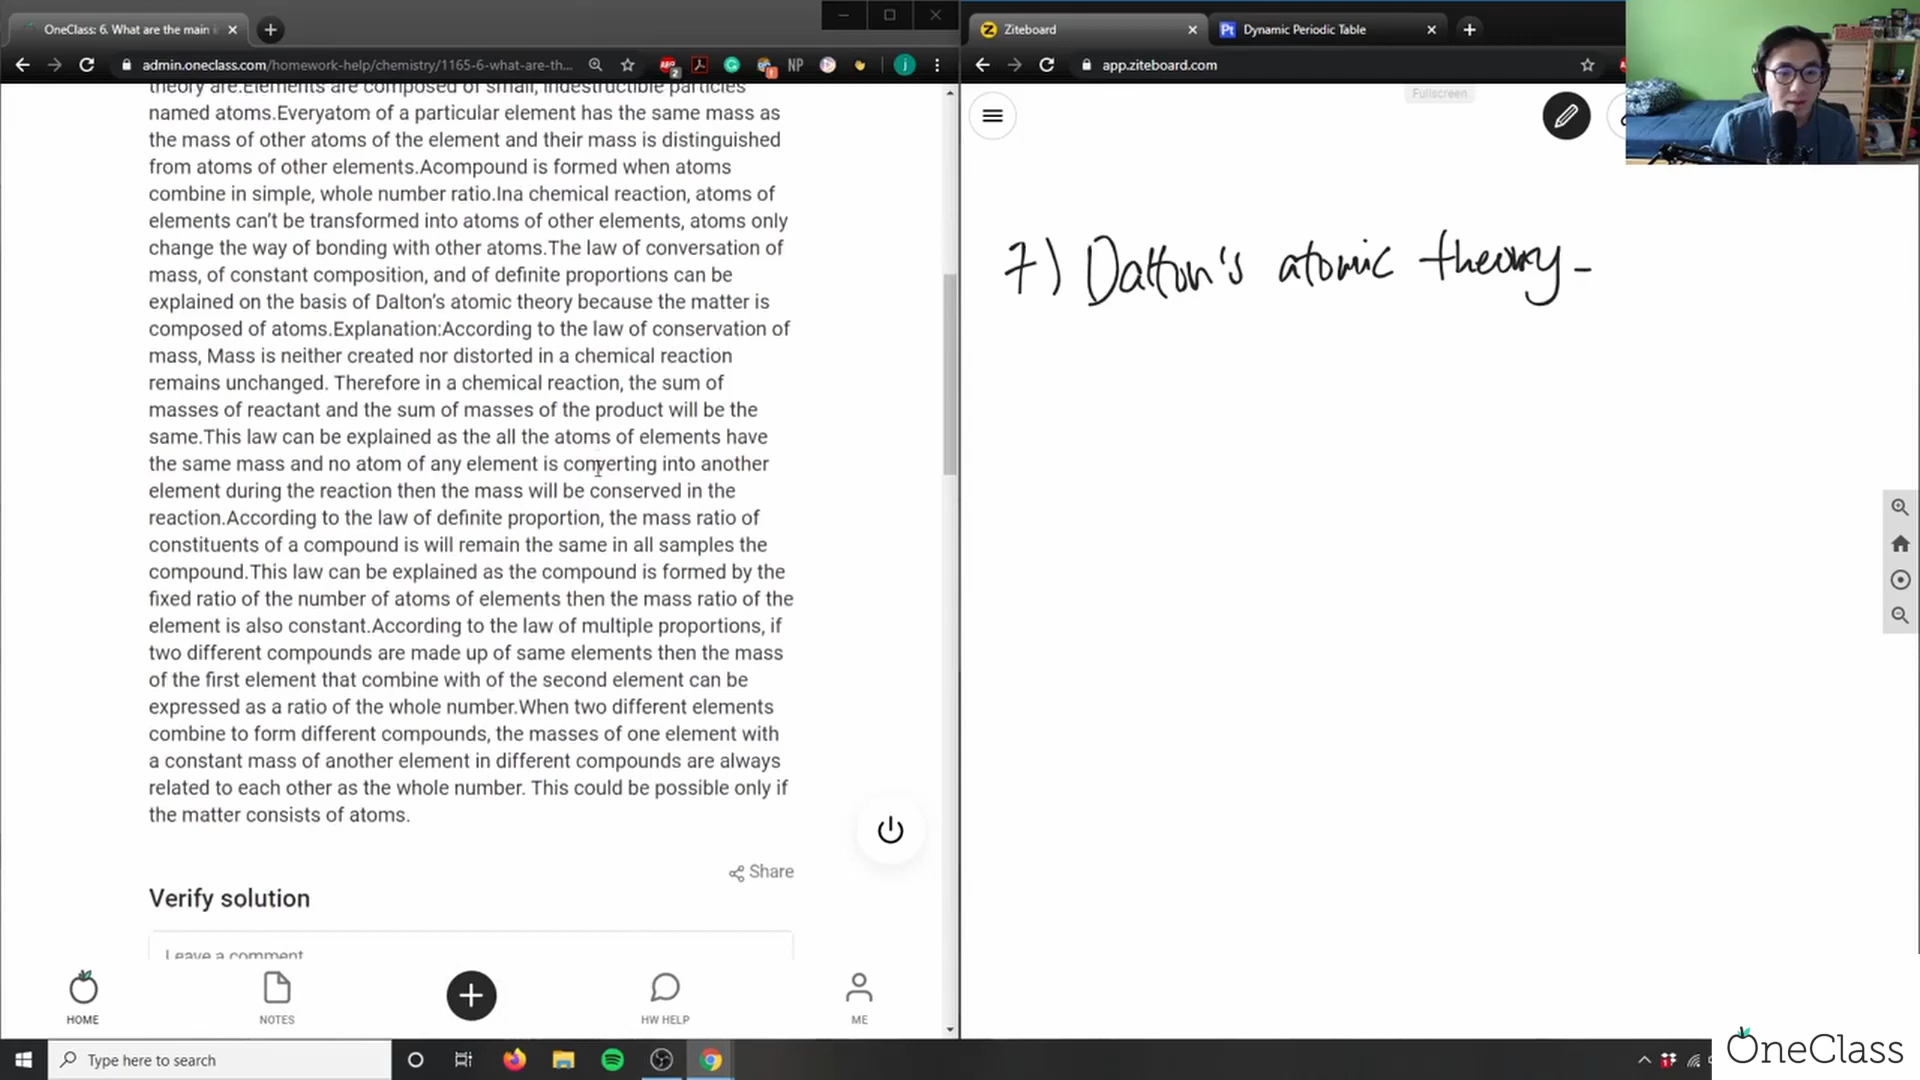 OneClass: 6. What are the main i
Ziteboard
Dynamic Periodic Table
admin.oneclass.com/homework-help/chemistry/1165-6-what-are-th...
NP
j
app.ziteboard.com
Fullscreen
theory are.Elements are composed of small, indestructible particles
named atoms.Everyatom of a particular element has the same mass as
the mass of other atoms of the element and their mass is distinguished
from atoms of other elements.Acompound is formed when atoms
combine in simple, whole number ratio.Ina chemical reaction, atoms of
elements can't be transformed into atoms of other elements, atoms only
change the way of bonding with other atoms.The law of conversation of
mass, of constant composition, and of definite proportions can be
explained on the basis of Dalton's atomic theory because the matter is
composed of atoms.Explanation:According to the law of conservation of
mass, Mass is neither created nor distorted in a chemical reaction
remains unchanged. Therefore in a chemical reaction, the sum of
masses of reactant and the sum of masses of the product will be the
same.This law can be explained as the all the atoms of elements have
the same mass and no atom of any element is converting into another
element during the reaction then the mass will be conserved in the
reaction.According to the law of definite proportion, the mass ratio of
constituents of a compound is will remain the same in all samples the
compound.This law can be explained as the compound is formed by the
fixed ratio of the number of atoms of elements then the mass ratio of the
element is also constant.According to the law of multiple proportions, if
two different compounds are made up of same elements then the mass
of the first element that combine with of the second element can be
expressed as a ratio of the whole number.When two different elements
combine to form different compounds, the masses of one element with
a constant mass of another element in different compounds are always
related to each other as the whole number. This could be possible only if
the matter consists of atoms.
Share
Verify solution
Leave a comment
HOME
NOTES
HW HELP
ME
7) Dalton's atomic theory -
Type here to search
OneClass